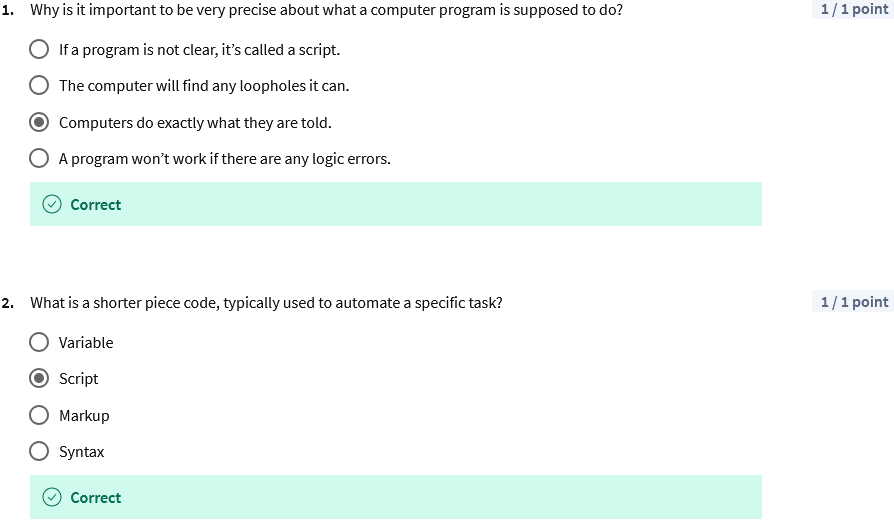 1. Why is it important to be very precise about what a computer program is supposed to do? 1 / 1 point
If a program is not clear, it’s called a script.
The computer will find any loopholes it can.
Computers do exactly what they are told.
A program won’t work if there are any logic errors.
Correct
2. What is a shorter piece code, typically used to automate a specific task? 1 / 1 point
Variable
Script
Markup
Syntax
Correct